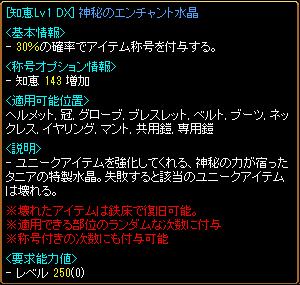 [知恵Lv1 DX] 神秘のエンチャント水晶
<基本情報>
- 30%の確率でアイテム称号を付与する。
<称号オプション情報>
- 知恵 143 増加
<適用可能位置>
ヘルメット, 冠, グローブ, ブレスレット, ベルト, ブーツ, ネッ
クレス, イヤリング, マント, 共用鎧, 専用鎧
<説明>
- ユニークアイテムを強化してくれる、神秘の力が宿った
タニアの特製水晶。失敗すると該当のユニークアイテム
は壊れる。
※壊れたアイテムは鉄床で復旧可能。
※適用できる部位のランダムな次数に付与
※称号付きの次数にも付与可能
<要求能力値>
- レベル 250(0)